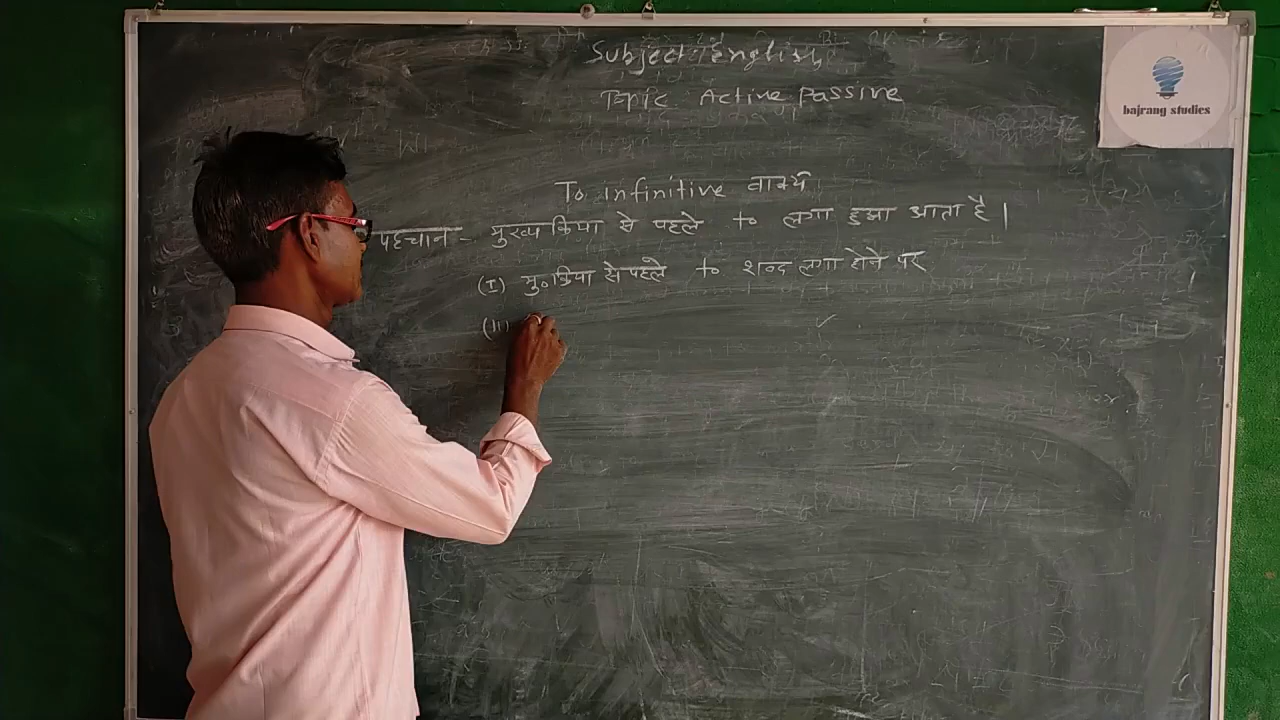 Subject: English
Topic. Active Passive
bajrang studies
To infinitive वाक्य
पहचान - मुख्य क्रिया से पहले to लगा हुआ आता है।
(I) मु० क्रिया से पहले to शब्द लगा होने पर
(II)